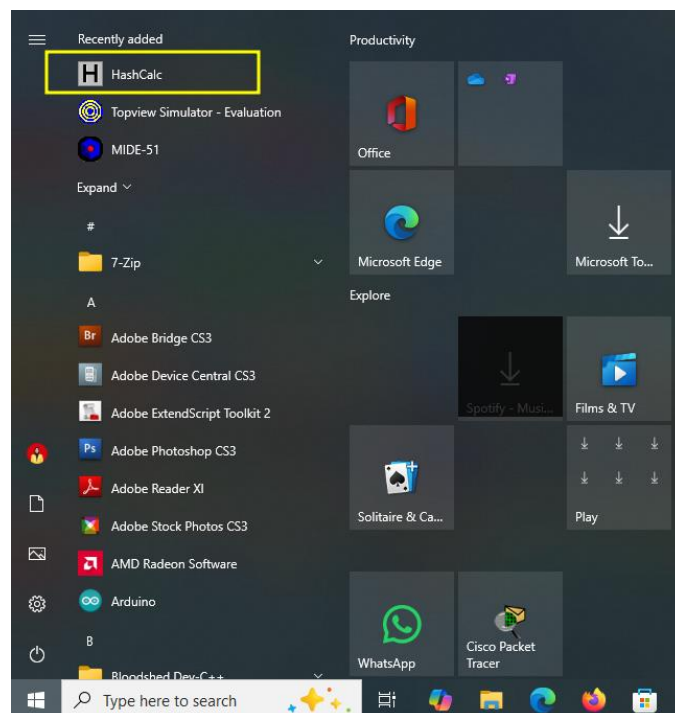 Recently added
HashCalc
Topview Simulator - Evaluation
MIDE-51
Expand
#
7-Zip
A
Br
Adobe Bridge CS3
Adobe Device Central CS3
Adobe ExtendScript Toolkit 2
Ps
Adobe Photoshop CS3
Adobe Reader XI
Adobe Stock Photos CS3
AMD Radeon Software
Arduino
B
Bloodshed Dev-C++
Productivity
Office
Microsoft Edge
Microsoft To...
Explore
Spotify - Musi...
Films & TV
Solitaire & Ca...
Play
WhatsApp
Cisco Packet
Tracer
Type here to search